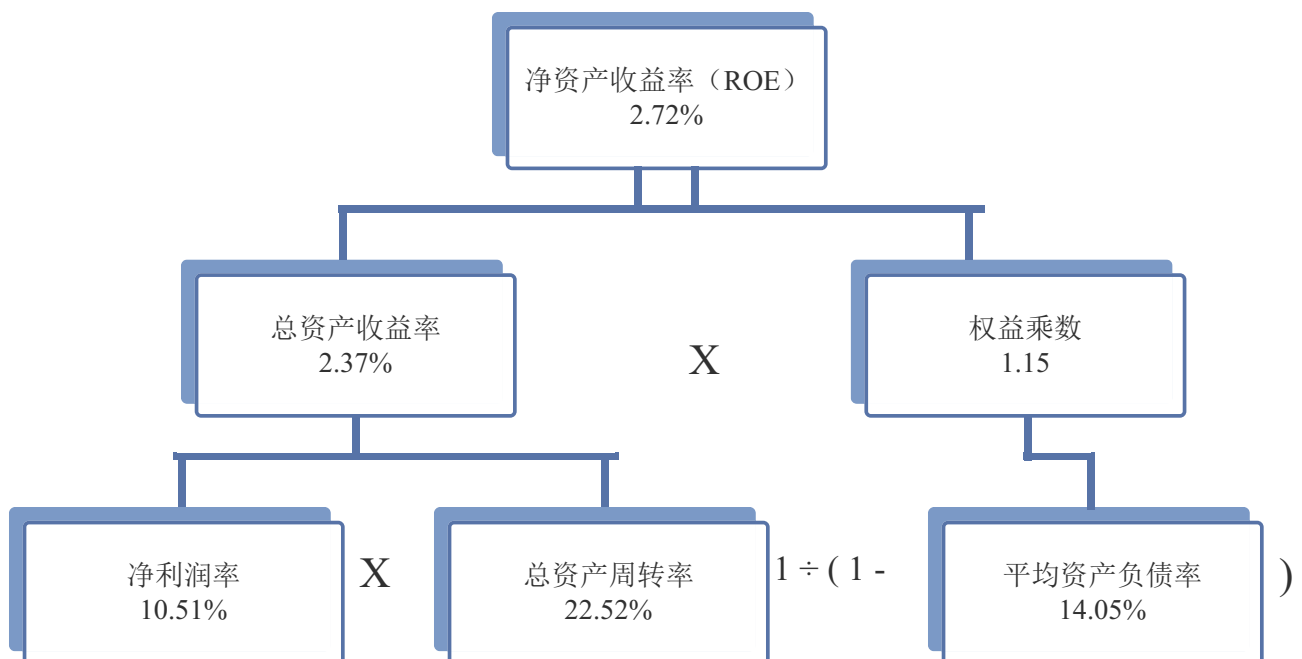 净资产收益率（ROE）
2.72%
总资产收益率
2.37%
X
权益乘数
1.15
净利润率
10.51%
X
总资产周转率
22.52%
1 ÷ ( 1 -
平均资产负债率
14.05%
)